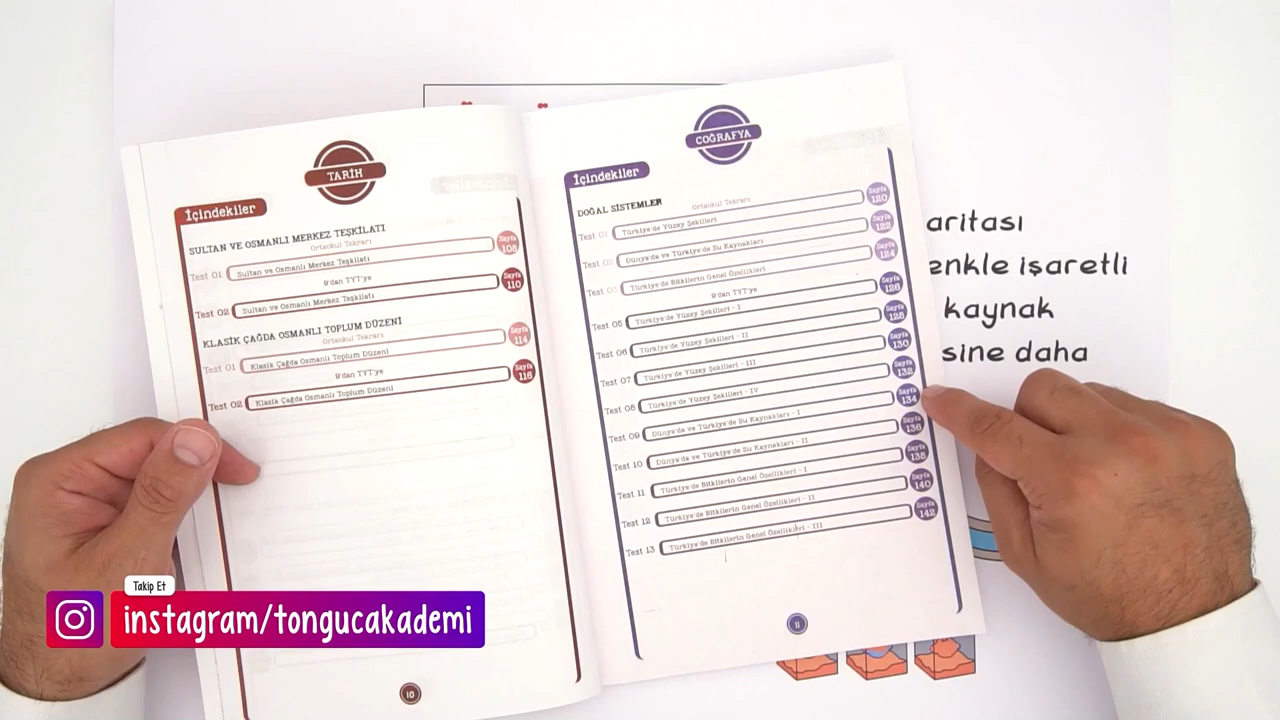 TARİH
İçindekiler
SULTAN VE OSMANLI MERKEZ TEŞKİLATI
Ortaokul Tekrarı
Test 01 Sultan ve Osmanlı Merkez Teşkilatı Sayfa 108
9'dan TYT'ye
Test 02 Sultan ve Osmanlı Merkez Teşkilatı Sayfa 110
KLASİK ÇAĞDA OSMANLI TOPLUM DÜZENİ
Ortaokul Tekrarı
Test 01 Klasik Çağda Osmanlı Toplum Düzeni Sayfa 114
9'dan TYT'ye
Test 02 Klasik Çağda Osmanlı Toplum Düzeni Sayfa 116
10
COĞRAFYA
İçindekiler
DOĞAL SİSTEMLER
Ortaokul Tekrarı
Test 01 Türkiye'de Yüzey Şekilleri Sayfa 120
Test 02 Dünya'da ve Türkiye'de Su Kaynakları Sayfa 122
Test 03 Türkiye'de Bitkilerin Genel Özellikleri Sayfa 124
9'dan TYT'ye
Test 05 Türkiye'de Yüzey Şekilleri - I Sayfa 126
Test 06 Türkiye'de Yüzey Şekilleri - II Sayfa 128
Test 07 Türkiye'de Yüzey Şekilleri - III Sayfa 130
Test 08 Türkiye'de Yüzey Şekilleri - IV Sayfa 132
Test 09 Dünya'da ve Türkiye'de Su Kaynakları - I Sayfa 134
Test 10 Dünya'da ve Türkiye'de Su Kaynakları - II Sayfa 136
Test 11 Türkiye'de Bitkilerin Genel Özellikleri - I Sayfa 138
Test 12 Türkiye'de Bitkilerin Genel Özellikleri - II Sayfa 140
Test 13 Türkiye'de Bitkilerin Genel Özellikleri - III Sayfa 142
11
aritası
enkle işaretli
kaynak
sine daha
Takip Et
instagram/tongucakademi